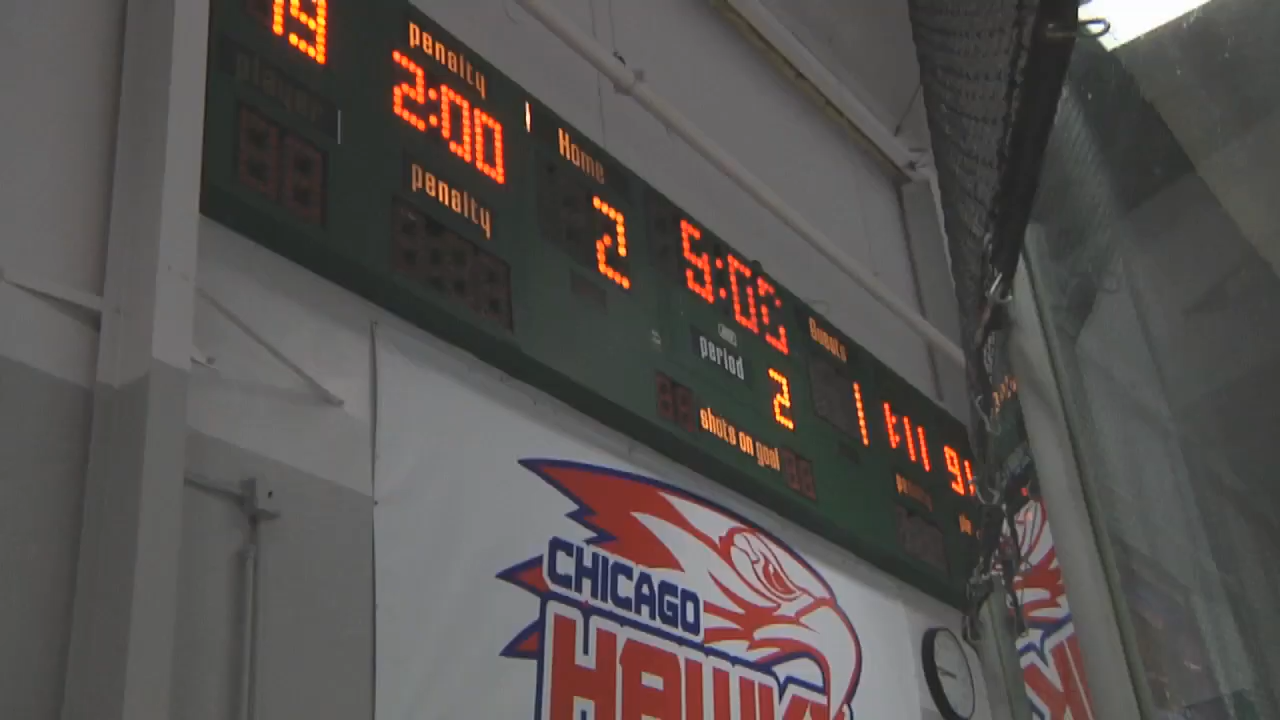 19
player
penalty
2:00
penalty
Home
2
5:02
period
2
shots on goal
Guests
1
1:11
penalty
CHICAGO
HAWKS